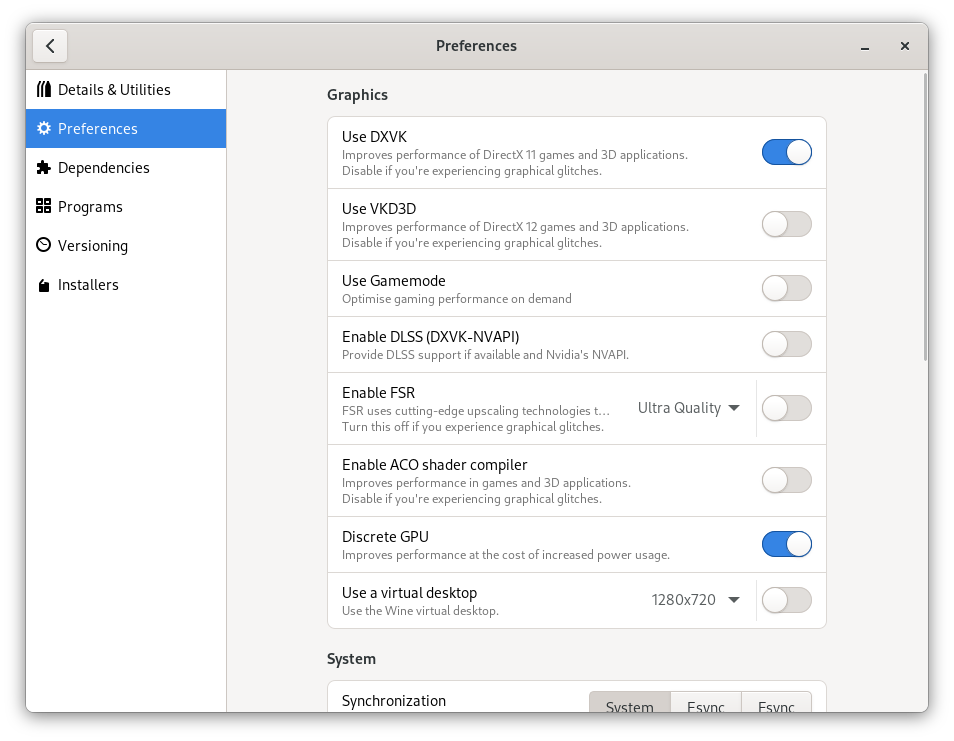 Preferences
Details & Utilities
Preferences
Dependencies
Programs
Versioning
Installers
Graphics
Use DXVK
Improves performance of DirectX 11 games and 3D applications.
Disable if you're experiencing graphical glitches.
Use VKD3D
Improves performance of DirectX 12 games and 3D applications.
Disable if you're experiencing graphical glitches.
Use Gamemode
Optimise gaming performance on demand
Enable DLSS (DXVK-NVAPI)
Provide DLSS support if available and Nvidia's NVAPI.
Enable FSR
FSR uses cutting-edge upscaling technologies t...
Turn this off if you experience graphical glitches.
Ultra Quality
Enable ACO shader compiler
Improves performance in games and 3D applications.
Disable if you're experiencing graphical glitches.
Discrete GPU
Improves performance at the cost of increased power usage.
Use a virtual desktop
Use the Wine virtual desktop.
1280x720
System
Synchronization
System Esync Fsync